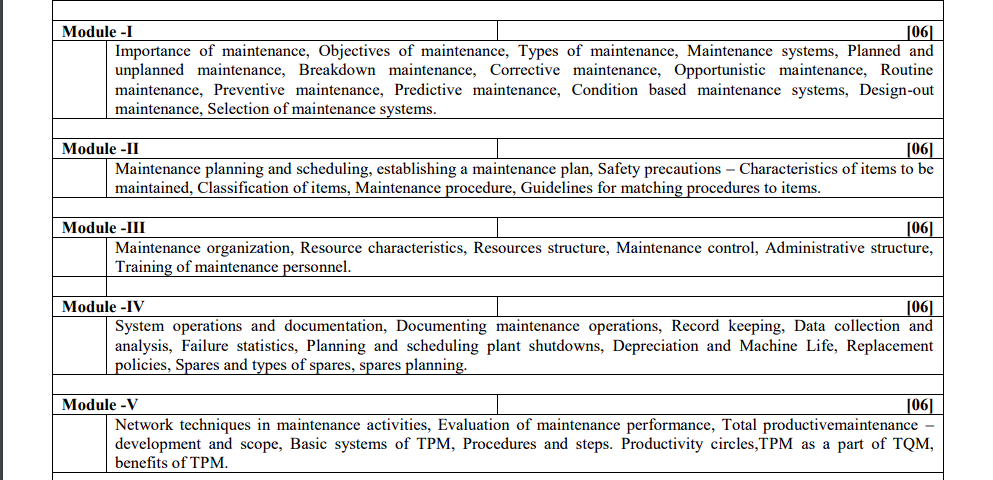 Module -I [06]
Importance of maintenance, Objectives of maintenance, Types of maintenance, Maintenance systems, Planned and
unplanned maintenance, Breakdown maintenance, Corrective maintenance, Opportunistic maintenance, Routine
maintenance, Preventive maintenance, Predictive maintenance, Condition based maintenance systems, Design-out
maintenance, Selection of maintenance systems.
Module -II [06]
Maintenance planning and scheduling, establishing a maintenance plan, Safety precautions – Characteristics of items to be
maintained, Classification of items, Maintenance procedure, Guidelines for matching procedures to items.
Module -III [06]
Maintenance organization, Resource characteristics, Resources structure, Maintenance control, Administrative structure,
Training of maintenance personnel.
Module -IV [06]
System operations and documentation, Documenting maintenance operations, Record keeping, Data collection and
analysis, Failure statistics, Planning and scheduling plant shutdowns, Depreciation and Machine Life, Replacement
policies, Spares and types of spares, spares planning.
Module -V [06]
Network techniques in maintenance activities, Evaluation of maintenance performance, Total productivemaintenance –
development and scope, Basic systems of TPM, Procedures and steps. Productivity circles,TPM as a part of TQM,
benefits of TPM.